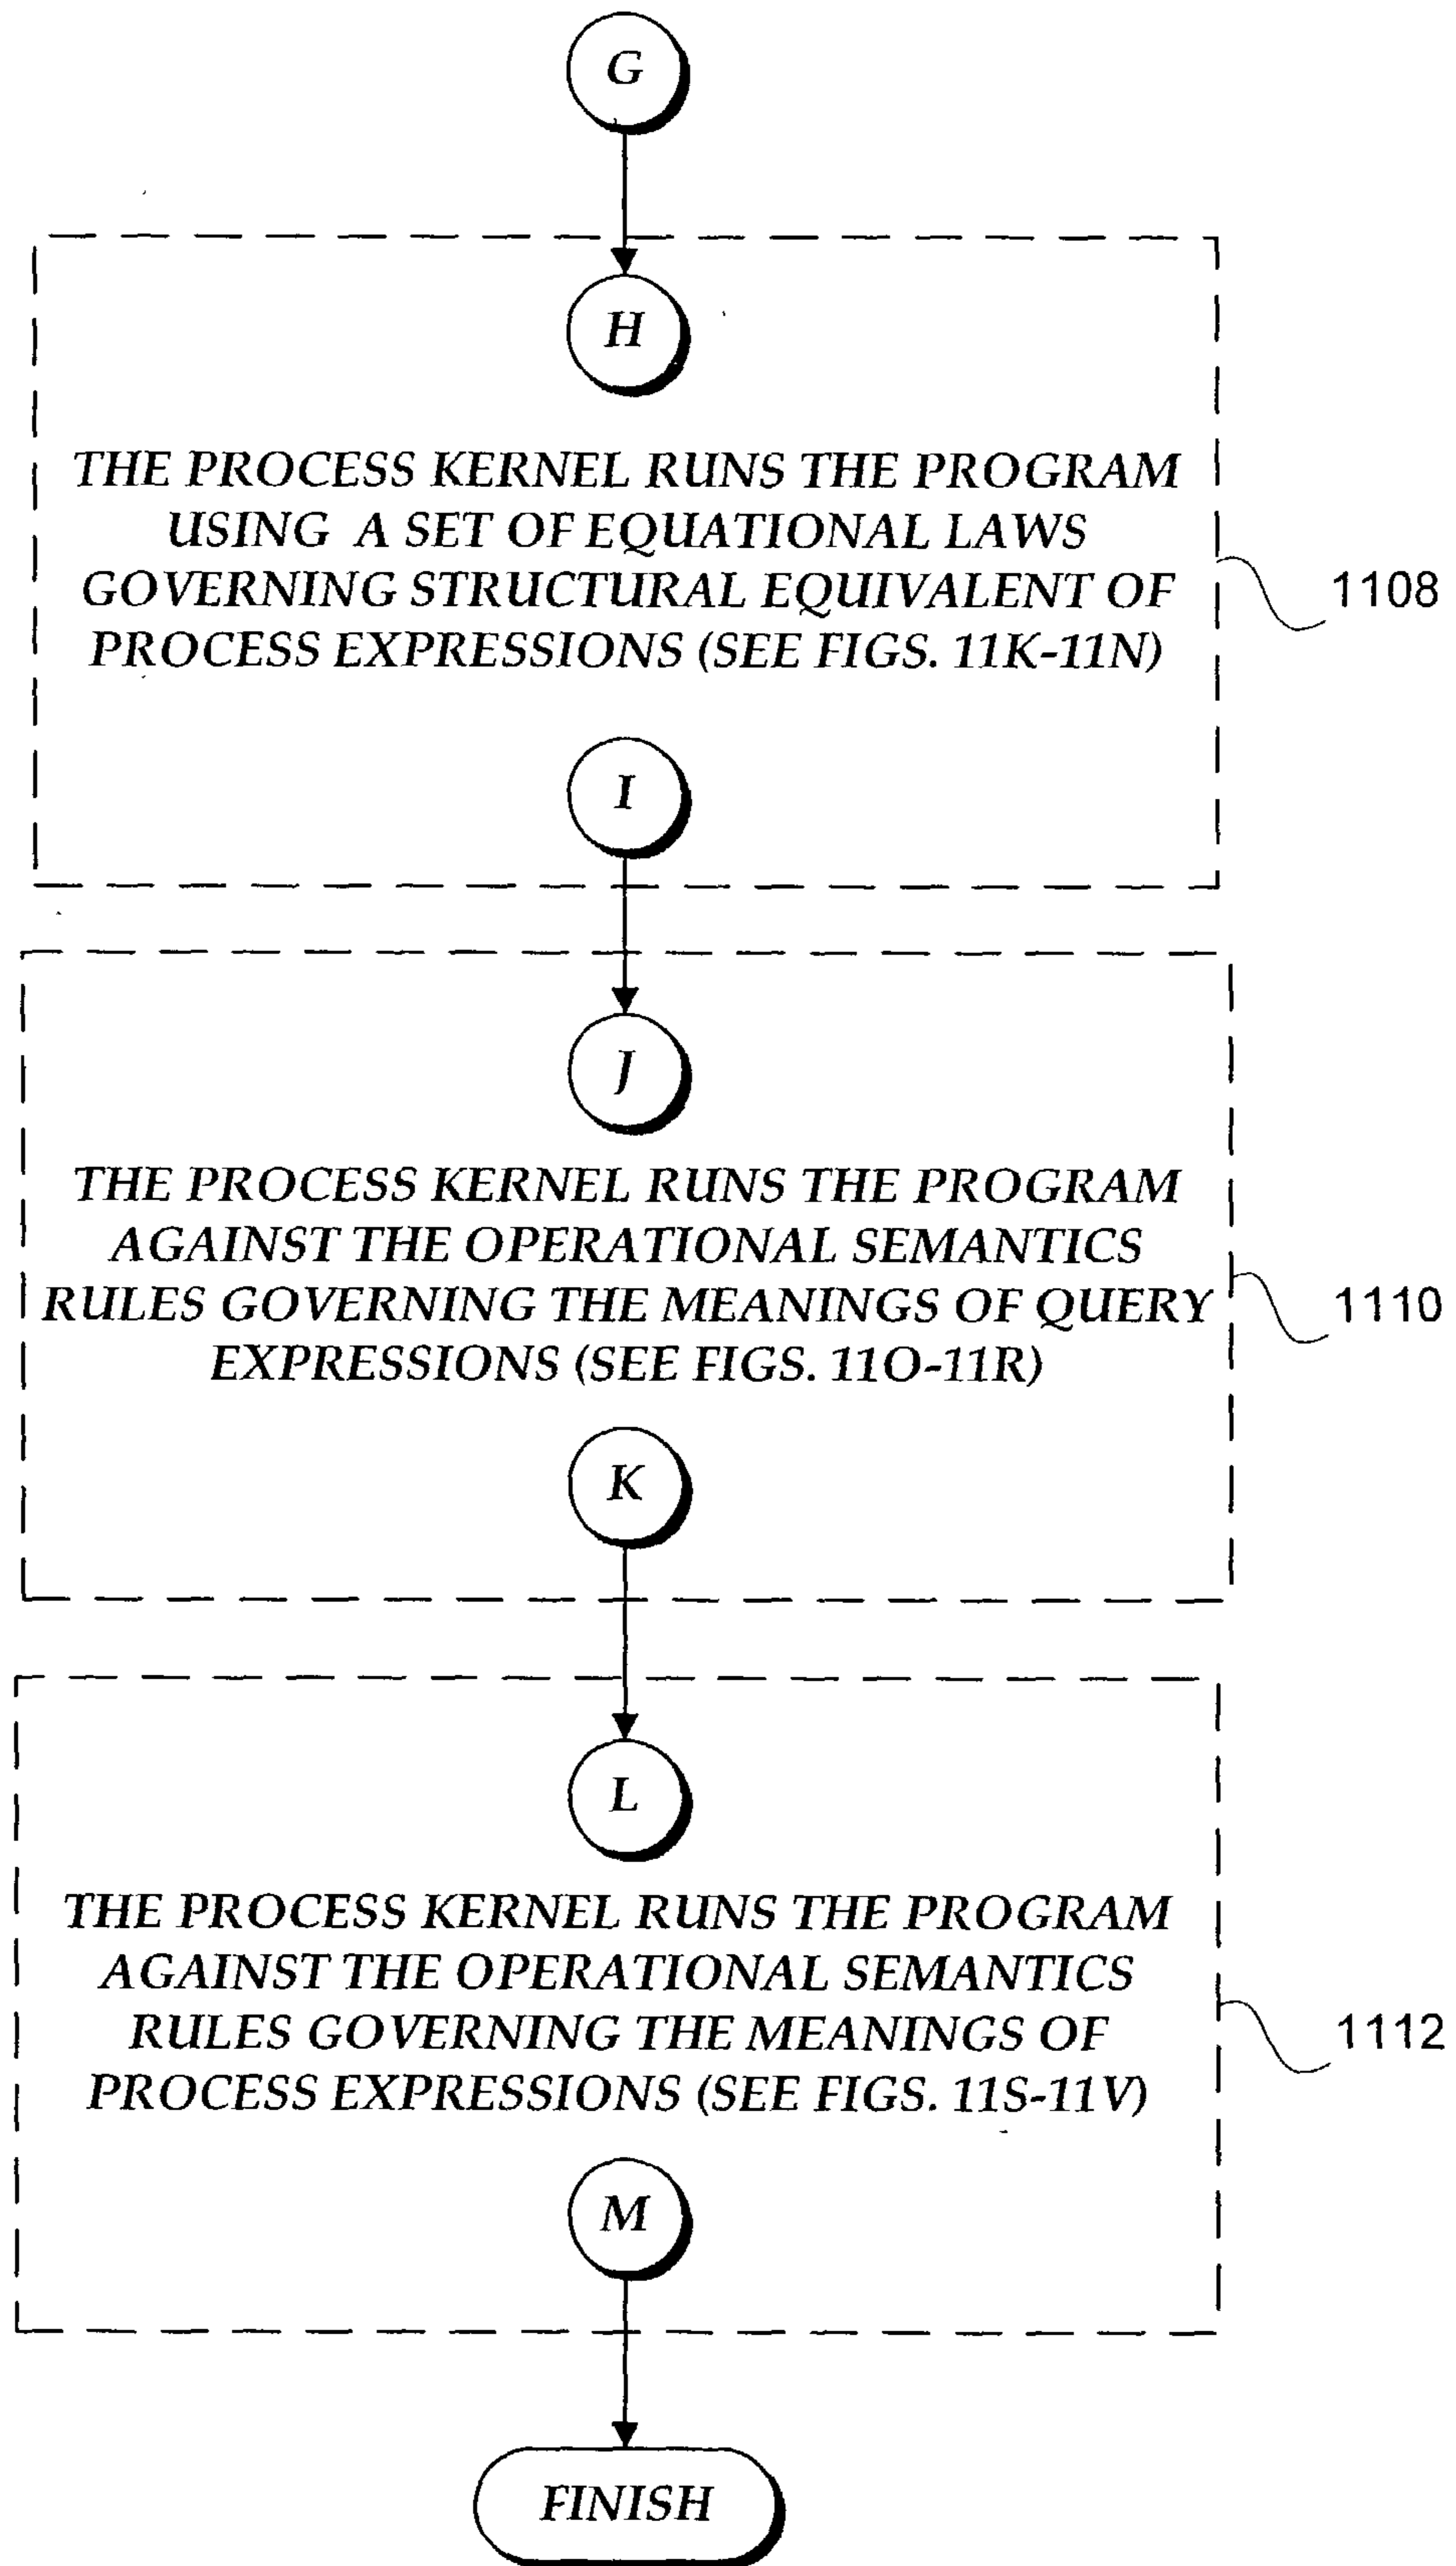 G
H
THE PROCESS KERNEL RUNS THE PROGRAM
USING A SET OF EQUATIONAL LAWS
GOVERNING STRUCTURAL EQUIVALENT OF
PROCESS EXPRESSIONS (SEE FIGS. 11K-11N)
1108
I
J
THE PROCESS KERNEL RUNS THE PROGRAM
AGAINST THE OPERATIONAL SEMANTICS
RULES GOVERNING THE MEANINGS OF QUERY
EXPRESSIONS (SEE FIGS. 11O-11R)
1110
K
L
THE PROCESS KERNEL RUNS THE PROGRAM
AGAINST THE OPERATIONAL SEMANTICS
RULES GOVERNING THE MEANINGS OF
PROCESS EXPRESSIONS (SEE FIGS. 11S-11V)
1112
M
FINISH